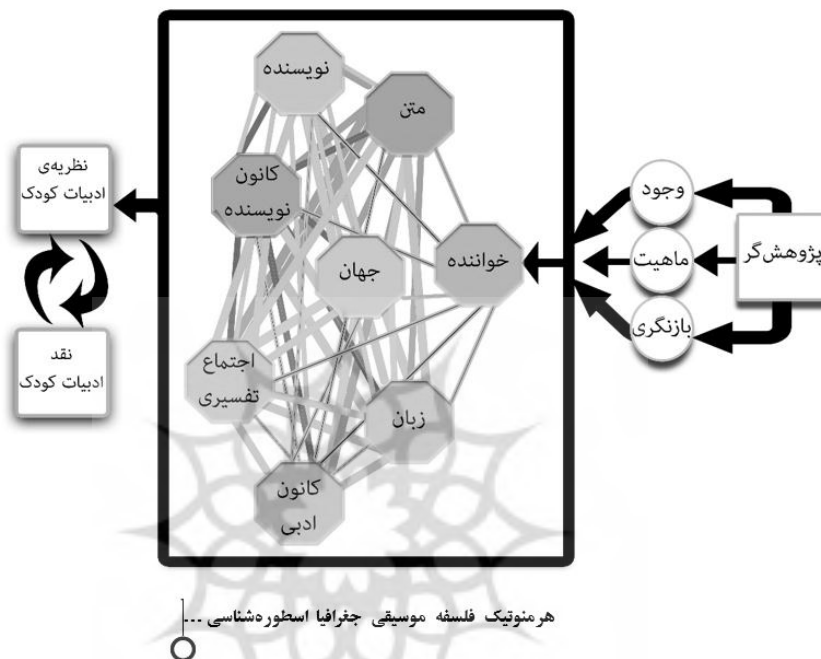 پژوهش‌گر
وجود
ماهیت
بازنگری
نویسنده
متن
کانون
نویسنده
خواننده
جهان
اجتماع
تفسیری
زبان
کانون
ادبی
نظریه‌ی
ادبیات کودک
نقد
ادبیات کودک
هرمنوتیک فلسفه موسیقی جغرافیا اسطوره‌شناسی ...